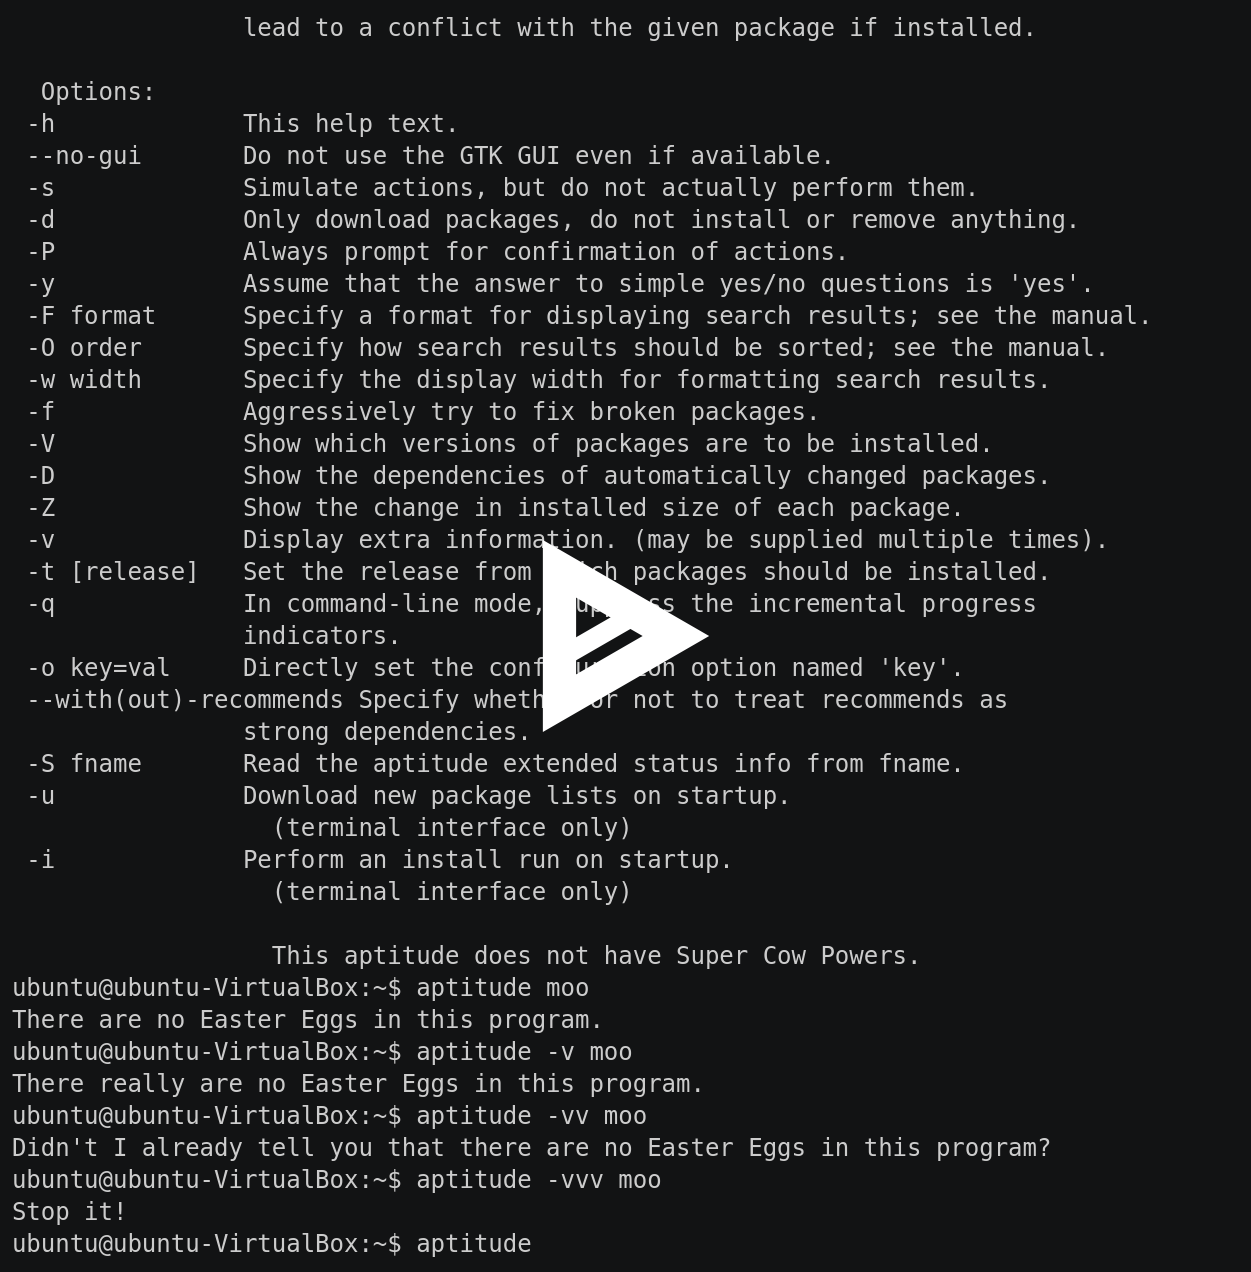 lead to a conflict with the given package if installed.
Options:
-h This help text.
--no-gui Do not use the GTK GUI even if available.
-s Simulate actions, but do not actually perform them.
-d Only download packages, do not install or remove anything.
-P Always prompt for confirmation of actions.
-y Assume that the answer to simple yes/no questions is 'yes'.
-F format Specify a format for displaying search results; see the manual.
-O order Specify how search results should be sorted; see the manual.
-w width Specify the display width for formatting search results.
-f Aggressively try to fix broken packages.
-V Show which versions of packages are to be installed.
-D Show the dependencies of automatically changed packages.
-Z Show the change in installed size of each package.
-v Display extra information. (may be supplied multiple times).
-t [release] Set the release from which packages should be installed.
-q In command-line mode, suppress the incremental progress
indicators.
-o key=val Directly set the configuration option named 'key'.
--with(out)-recommends Specify whether or not to treat recommends as
strong dependencies.
-S fname Read the aptitude extended status info from fname.
-u Download new package lists on startup.
(terminal interface only)
-i Perform an install run on startup.
(terminal interface only)
This aptitude does not have Super Cow Powers.
ubuntu@ubuntu-VirtualBox:~$ aptitude moo
There are no Easter Eggs in this program.
ubuntu@ubuntu-VirtualBox:~$ aptitude -v moo
There really are no Easter Eggs in this program.
ubuntu@ubuntu-VirtualBox:~$ aptitude -vv moo
Didn't I already tell you that there are no Easter Eggs in this program?
ubuntu@ubuntu-VirtualBox:~$ aptitude -vvv moo
Stop it!
ubuntu@ubuntu-VirtualBox:~$ aptitude